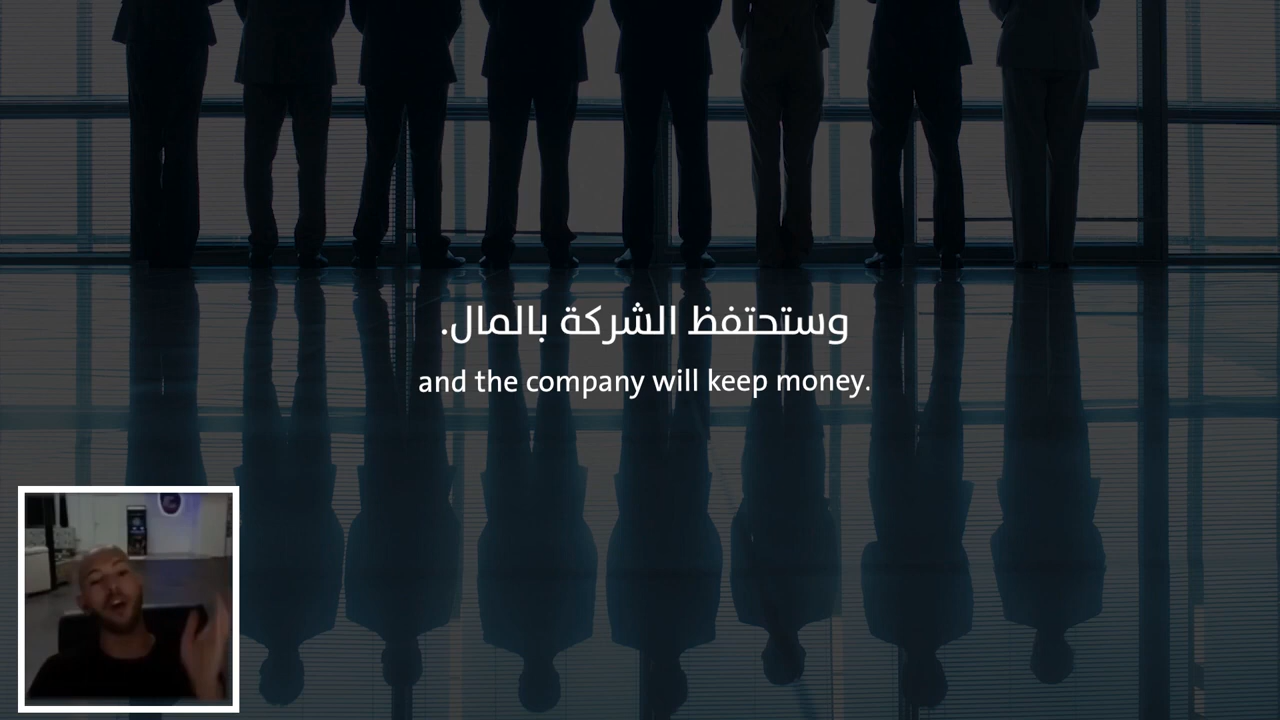 وستحتفظ الشركة بالمال.
and the company will keep money.